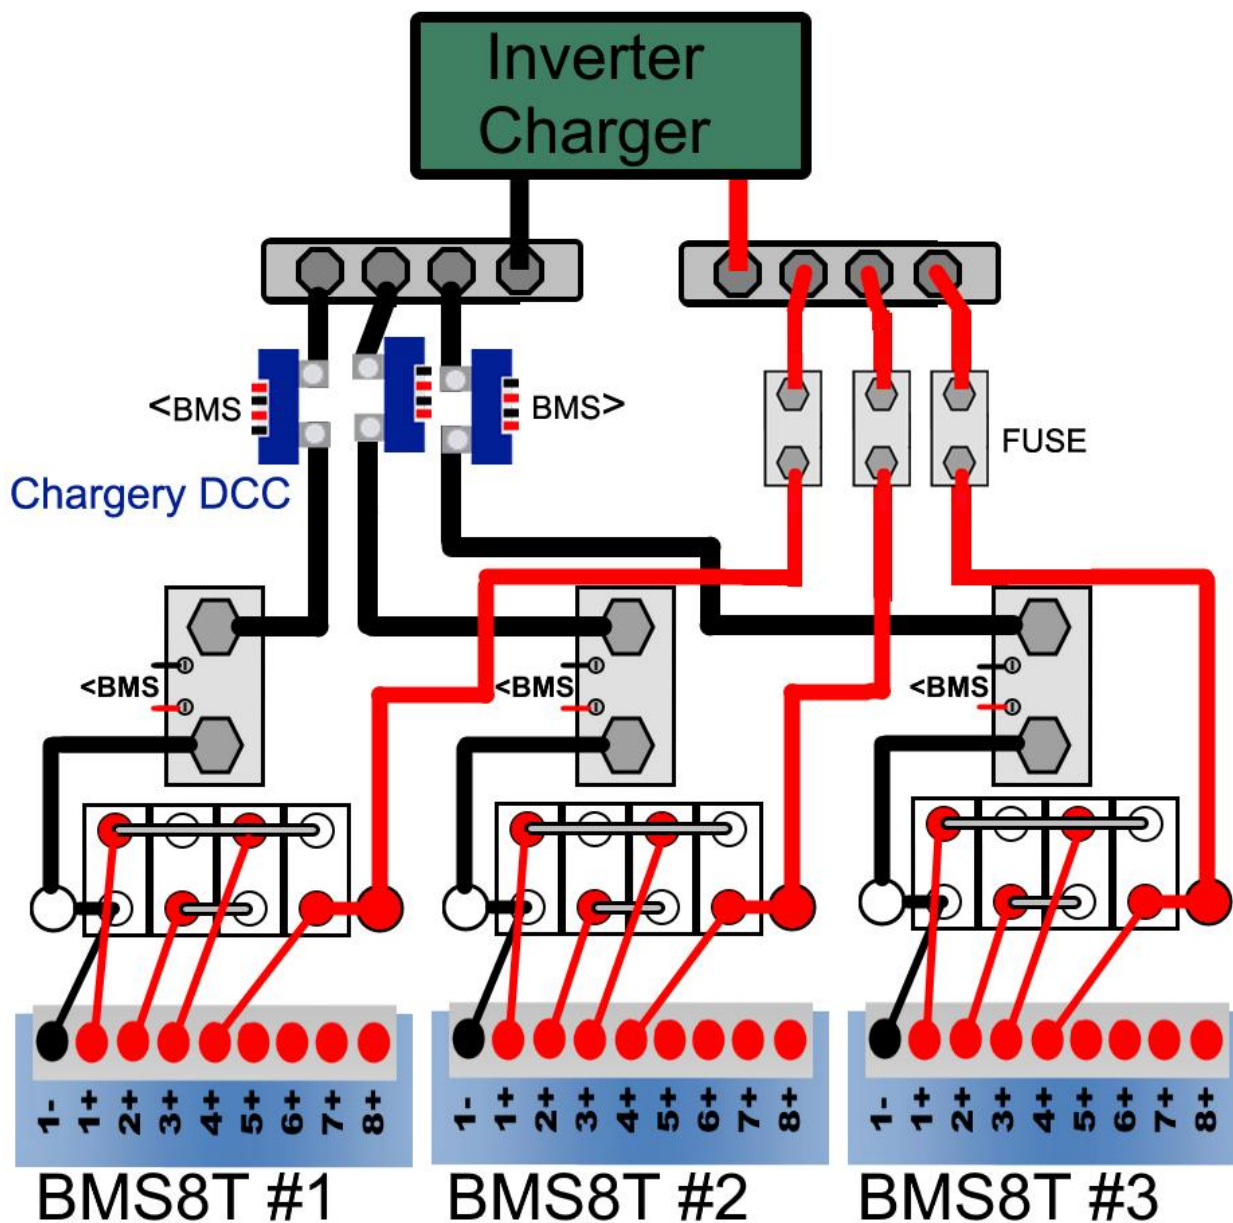 Inverter
Charger
<BMS
BMS>
FUSE
Chargery DCC
<BMS
<BMS
<BMS
1- 1+ 2+ 3+ 4+ 5+ 6+ 7+ 8+
1- 1+ 2+ 3+ 4+ 5+ 6+ 7+ 8+
1- 1+ 2+ 3+ 4+ 5+ 6+ 7+ 8+
BMS8T #1
BMS8T #2
BMS8T #3